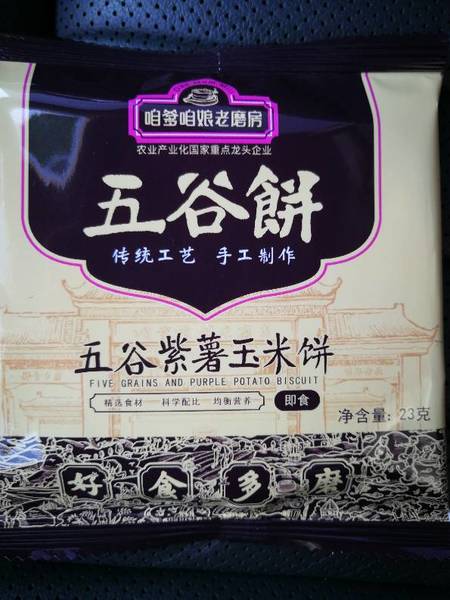 咱爹咱娘老磨房
农业产业化国家重点龙头企业
五谷餅
传统工艺 手工制作
五谷紫薯玉米饼
FIVE GRAINS AND PURPLE POTATO BISCUIT
精选食材 科学配比 均衡营养 即食
净含量: 23克
好食多磨